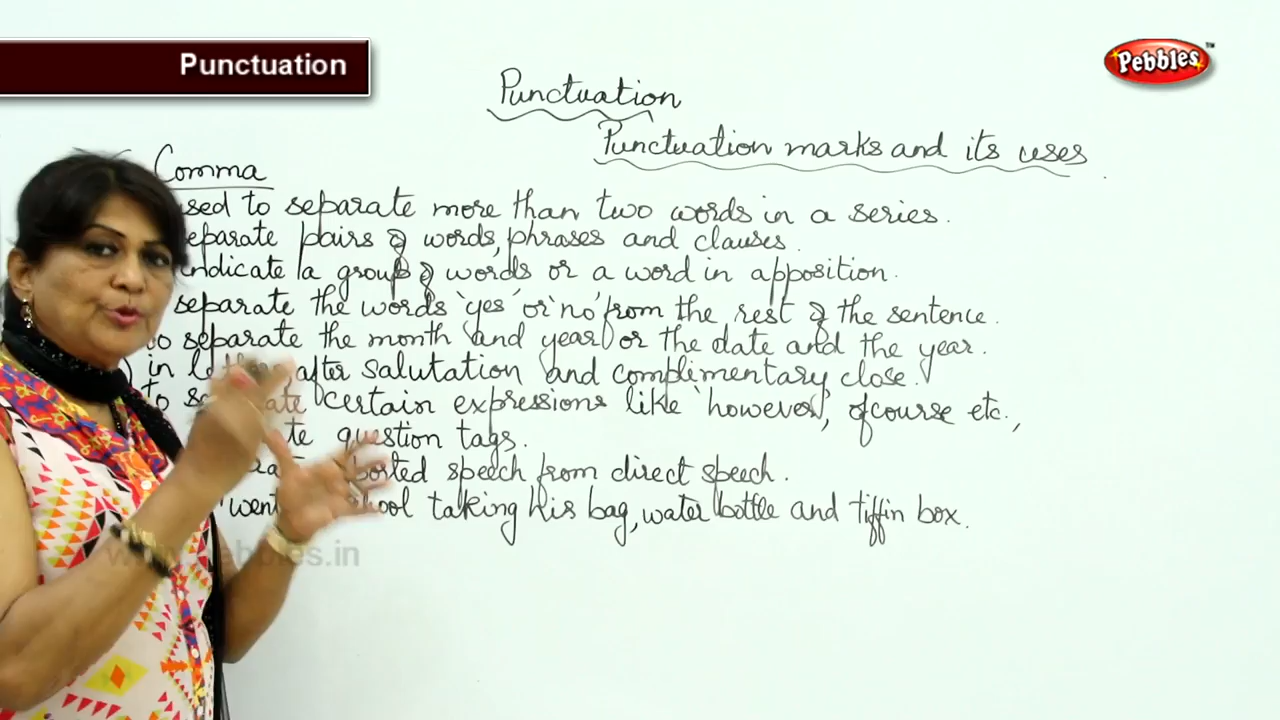 Punctuation
Pebbles™
Punctuation
Punctuation marks and its uses
Comma
used to separate more than two words in a series.
separate pairs of words, phrases and clauses.
indicate a group of words or a word in apposition.
separate the words 'yes' or 'no' from the rest of the sentence.
to separate the month and year or the date and the year.
in letters after salutation and complimentary close.
to separate certain expressions like 'however', ofcourse etc.,
question tags.
speech from direct speech.
went school taking his bag, water bottle and tiffin box.
www.pebbles.in